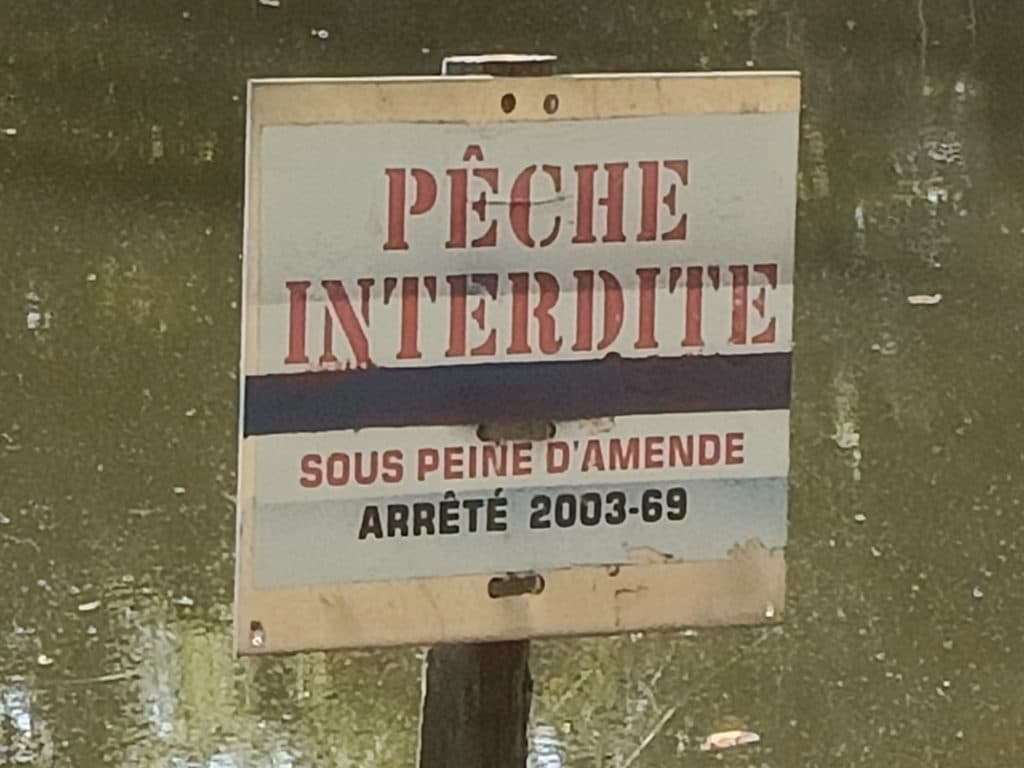 PÊCHE
INTERDITE
SOUS PEINE D'AMENDE
ARRÊTÉ 2003-69